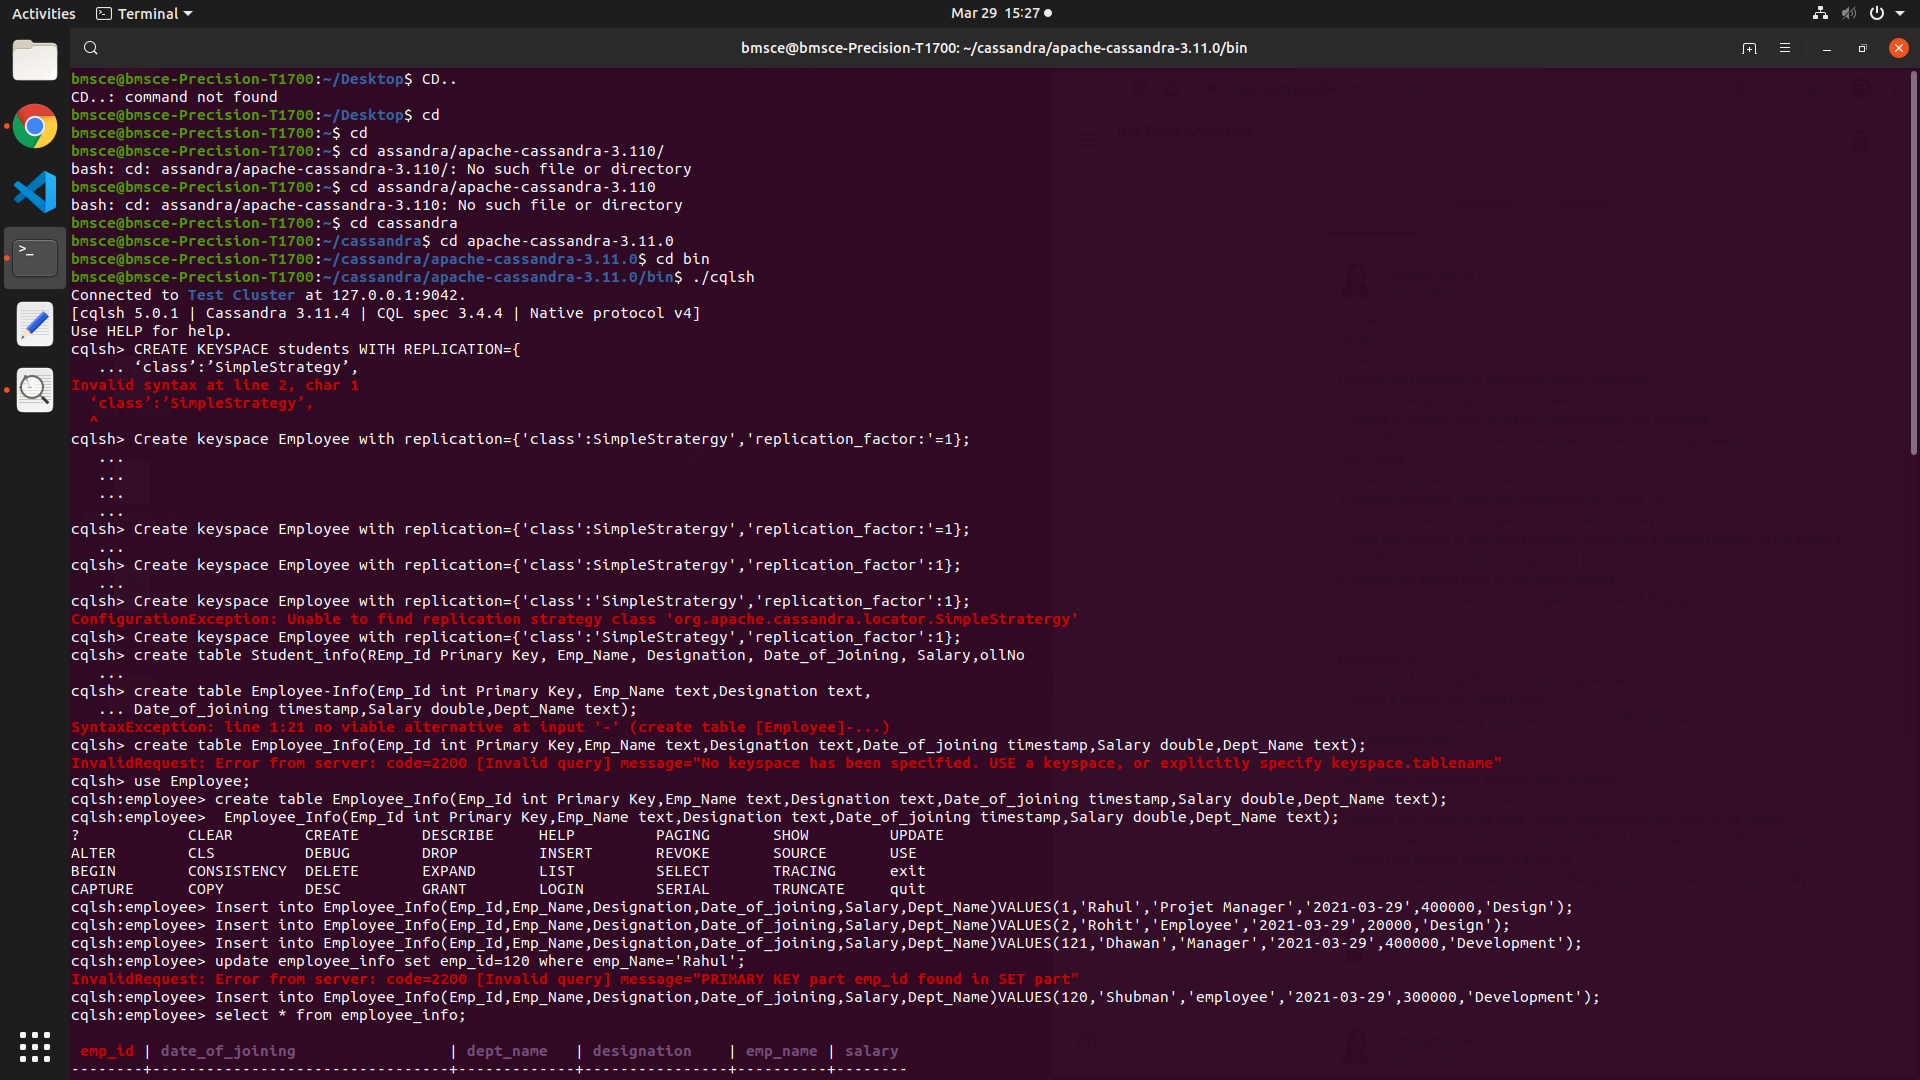 Activities
Terminal
Mar 29 15:27
bmsce@bmsce-Precision-T1700: ~/cassandra/apache-cassandra-3.11.0/bin
bmsce@bmsce-Precision-T1700:~/Desktop$ CD..
CD..: command not found
bmsce@bmsce-Precision-T1700:~/Desktop$ cd
bmsce@bmsce-Precision-T1700:~$ cd
bmsce@bmsce-Precision-T1700:~$ cd assandra/apache-cassandra-3.110/
bash: cd: assandra/apache-cassandra-3.110/: No such file or directory
bmsce@bmsce-Precision-T1700:~$ cd assandra/apache-cassandra-3.110
bash: cd: assandra/apache-cassandra-3.110: No such file or directory
bmsce@bmsce-Precision-T1700:~$ cd cassandra
bmsce@bmsce-Precision-T1700:~/cassandra$ cd apache-cassandra-3.11.0
bmsce@bmsce-Precision-T1700:~/cassandra/apache-cassandra-3.11.0$ cd bin
bmsce@bmsce-Precision-T1700:~/cassandra/apache-cassandra-3.11.0/bin$ ./cqlsh
Connected to Test Cluster at 127.0.0.1:9042.
[cqlsh 5.0.1 | Cassandra 3.11.4 | CQL spec 3.4.4 | Native protocol v4]
Use HELP for help.
cqlsh> CREATE KEYSPACE students WITH REPLICATION={
   ... ‘class’:’SimpleStrategy’,
Invalid syntax at line 2, char 1
  ‘class’:’SimpleStrategy’,
  ^
cqlsh> Create keyspace Employee with replication={'class':SimpleStratergy','replication_factor:'=1};
   ...
   ...
   ...
   ...
cqlsh> Create keyspace Employee with replication={'class':SimpleStratergy','replication_factor:'=1};
   ...
cqlsh> Create keyspace Employee with replication={'class':SimpleStratergy','replication_factor':1};
   ...
cqlsh> Create keyspace Employee with replication={'class':'SimpleStratergy','replication_factor':1};
ConfigurationException: Unable to find replication strategy class 'org.apache.cassandra.locator.SimpleStratergy'
cqlsh> Create keyspace Employee with replication={'class':'SimpleStrategy','replication_factor':1};
cqlsh> create table Student_info(REmp_Id Primary Key, Emp_Name, Designation, Date_of_Joining, Salary,ollNo
   ...
cqlsh> create table Employee-Info(Emp_Id int Primary Key, Emp_Name text,Designation text,
   ... Date_of_joining timestamp,Salary double,Dept_Name text);
SyntaxException: line 1:21 no viable alternative at input '-' (create table [Employee]-...)
cqlsh> create table Employee_Info(Emp_Id int Primary Key,Emp_Name text,Designation text,Date_of_joining timestamp,Salary double,Dept_Name text);
InvalidRequest: Error from server: code=2200 [Invalid query] message="No keyspace has been specified. USE a keyspace, or explicitly specify keyspace.tablename"
cqlsh> use Employee;
cqlsh:employee> create table Employee_Info(Emp_Id int Primary Key,Emp_Name text,Designation text,Date_of_joining timestamp,Salary double,Dept_Name text);
cqlsh:employee>  Employee_Info(Emp_Id int Primary Key,Emp_Name text,Designation text,Date_of_joining timestamp,Salary double,Dept_Name text);
?            CLEAR        CREATE       DESCRIBE     HELP         PAGING       SHOW         UPDATE
ALTER        CLS          DEBUG        DROP         INSERT       REVOKE       SOURCE       USE
BEGIN        CONSISTENCY  DELETE       EXPAND       LIST         SELECT       TRACING      exit
CAPTURE      COPY         DESC         GRANT        LOGIN        SERIAL       TRUNCATE     quit
cqlsh:employee> Insert into Employee_Info(Emp_Id,Emp_Name,Designation,Date_of_joining,Salary,Dept_Name)VALUES(1,'Rahul','Projet Manager','2021-03-29',400000,'Design');
cqlsh:employee> Insert into Employee_Info(Emp_Id,Emp_Name,Designation,Date_of_joining,Salary,Dept_Name)VALUES(2,'Rohit','Employee','2021-03-29',20000,'Design');
cqlsh:employee> Insert into Employee_Info(Emp_Id,Emp_Name,Designation,Date_of_joining,Salary,Dept_Name)VALUES(121,'Dhawan','Manager','2021-03-29',400000,'Development');
cqlsh:employee> update employee_info set emp_id=120 where emp_Name='Rahul';
InvalidRequest: Error from server: code=2200 [Invalid query] message="PRIMARY KEY part emp_id found in SET part"
cqlsh:employee> Insert into Employee_Info(Emp_Id,Emp_Name,Designation,Date_of_joining,Salary,Dept_Name)VALUES(120,'Shubman','employee','2021-03-29',300000,'Development');
cqlsh:employee> select * from employee_info;
 emp_id | date_of_joining                 | dept_name   | designation    | emp_name | salary
--------+---------------------------------+-------------+----------------+----------+--------